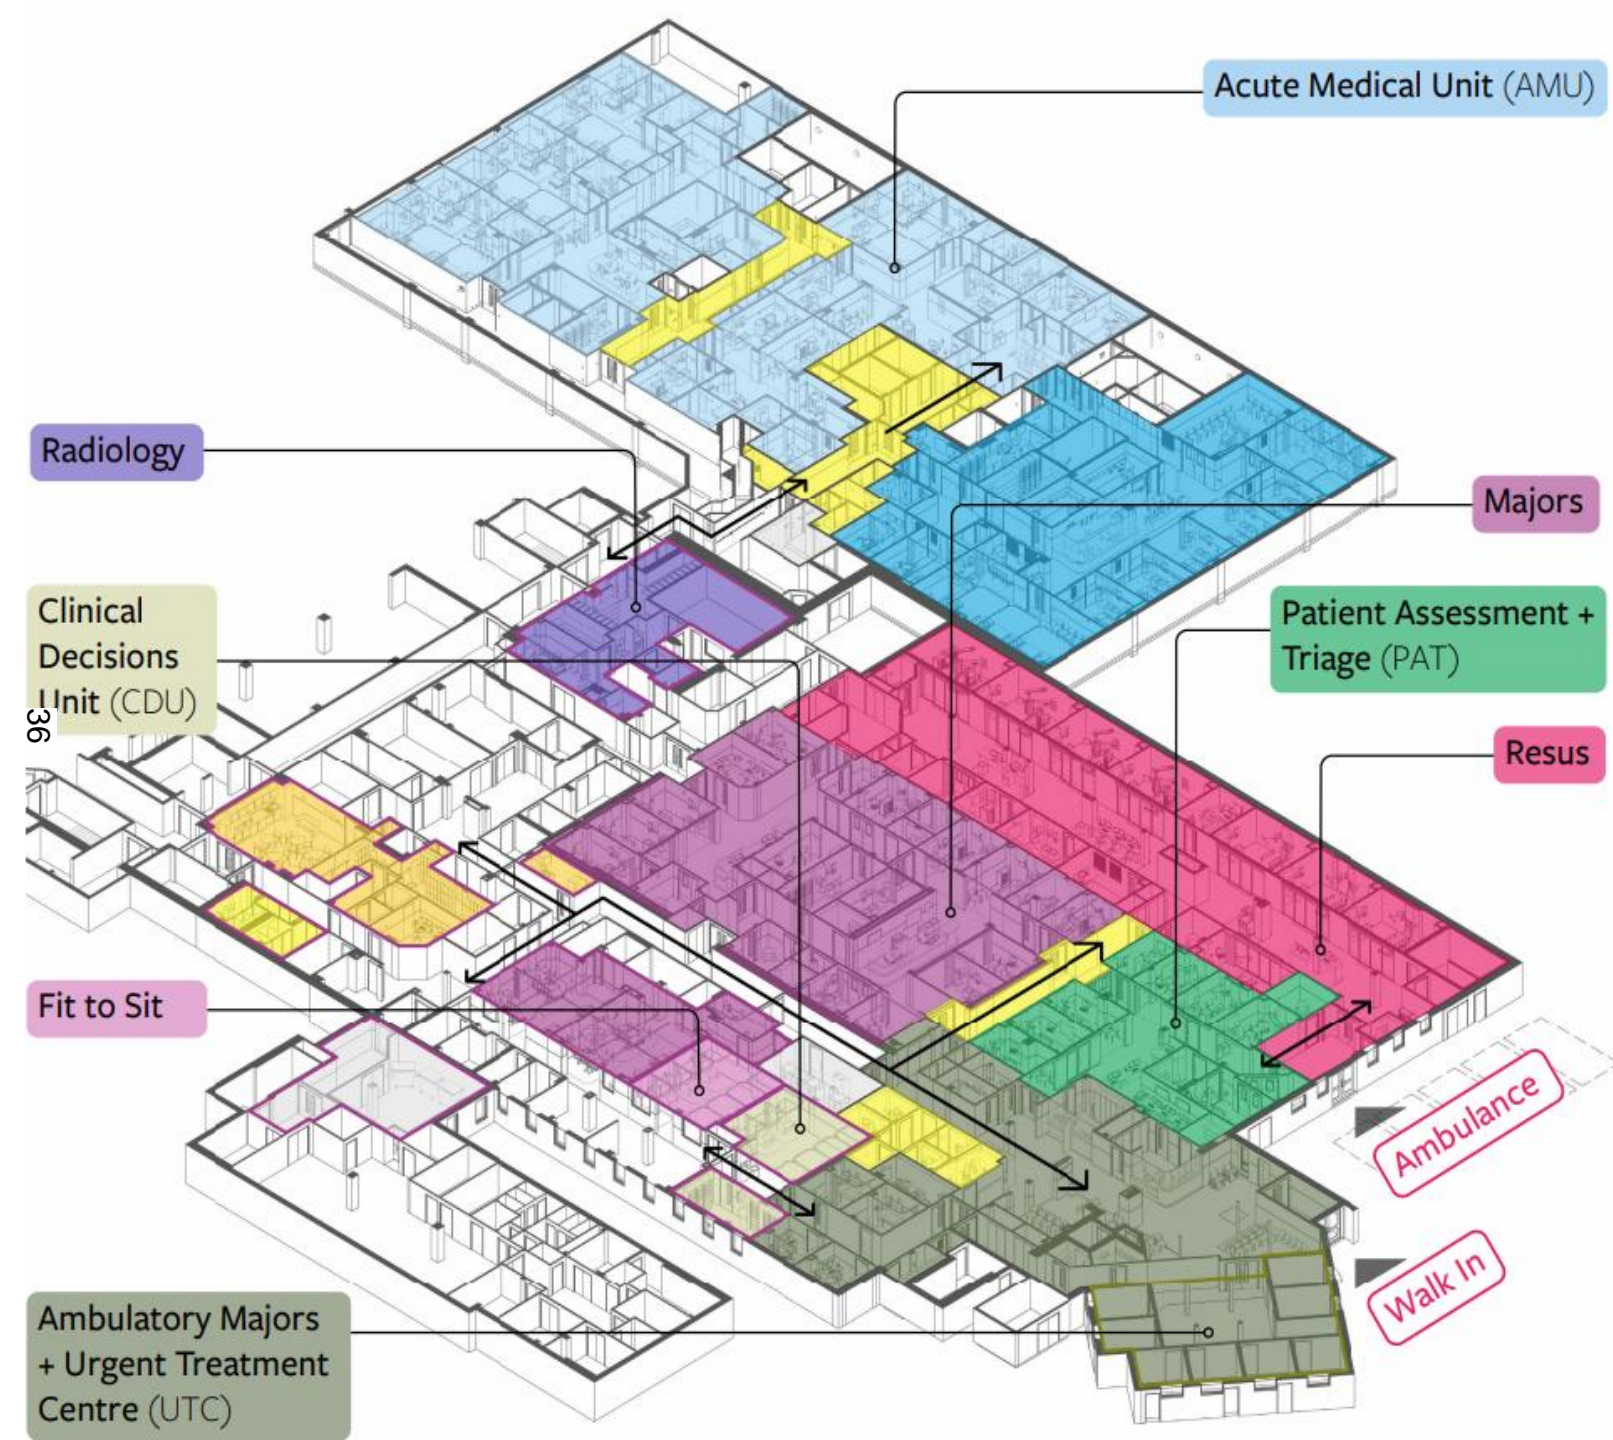 Acute Medical Unit (AMU)
Radiology
Majors
Clinical
Decisions
Unit (CDU)
Patient Assessment +
Triage (PAT)
36
Resus
Fit to Sit
Ambulance
Walk In
Ambulatory Majors
+ Urgent Treatment
Centre (UTC)